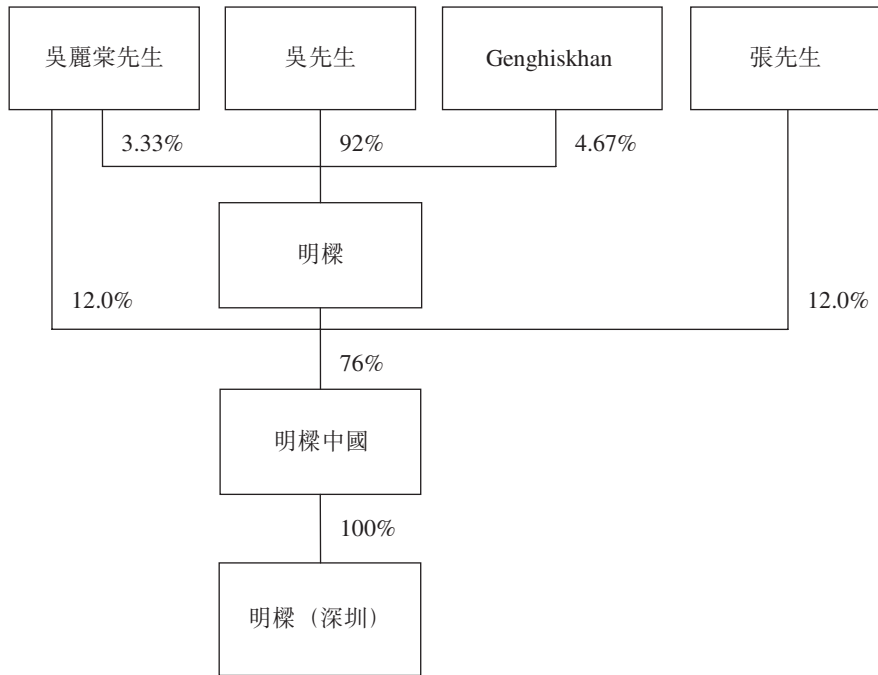 吳麗棠先生
吳先生
Genghiskhan
張先生
3.33%
92%
4.67%
明樑
12.0%
12.0%
76%
明樑中國
100%
明樑（深圳）